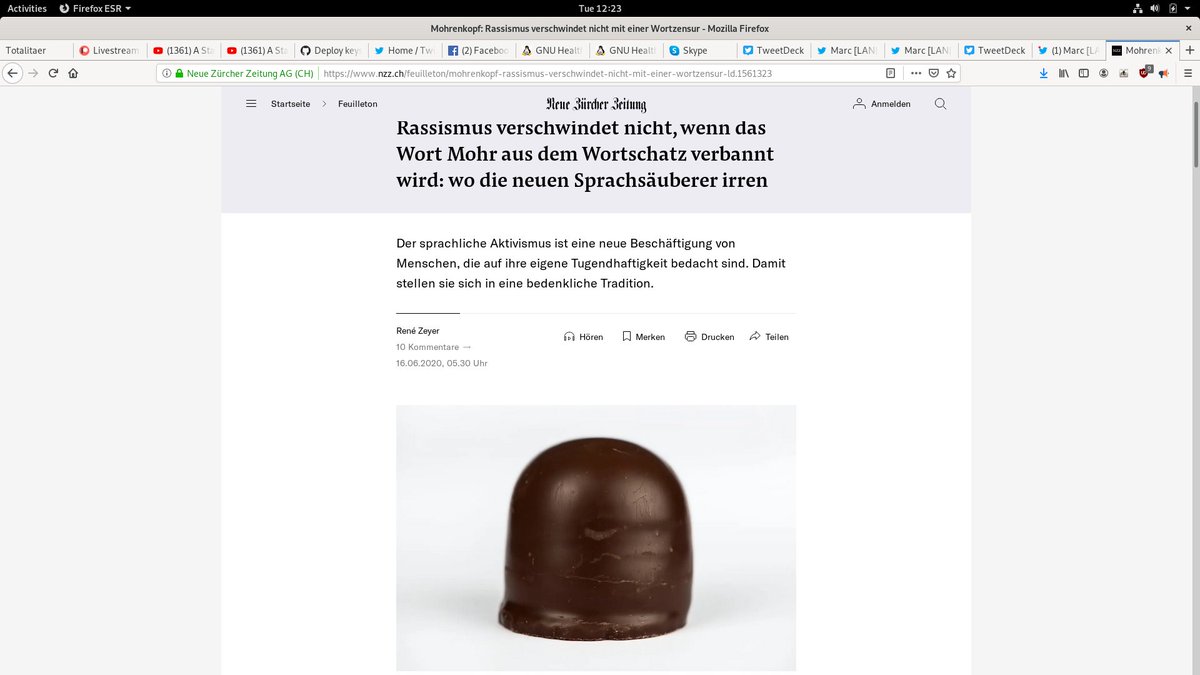 Activities Firefox ESR Tue 12:23
Mohrenkopf: Rassismus verschwindet nicht mit einer Wortzensur - Mozilla Firefox
Totalitaer Livestream (1361) A Sta (1361) A Sta Deploy key Home / Tw (2) Faceboo GNU Healt GNU Healt Skype TweetDeck Marc [LAN Marc [LAN TweetDeck (1) Marc [LA Mohrenk
Neue Zürcher Zeitung AG (CH) https://www.nzz.ch/feuilleton/mohrenkopf-rassismus-verschwindet-nicht-mit-einer-wortzensur-ld.1561323
9
Startseite > Feuilleton Neue Zürcher Zeitung Anmelden
Rassismus verschwindet nicht, wenn das
Wort Mohr aus dem Wortschatz verbannt
wird: wo die neuen Sprachsäuberer irren
Der sprachliche Aktivismus ist eine neue Beschäftigung von
Menschen, die auf ihre eigene Tugendhaftigkeit bedacht sind. Damit
stellen sie sich in eine bedenkliche Tradition.
René Zeyer
10 Kommentare →
16.06.2020, 05.30 Uhr
Hören Merken Drucken Teilen